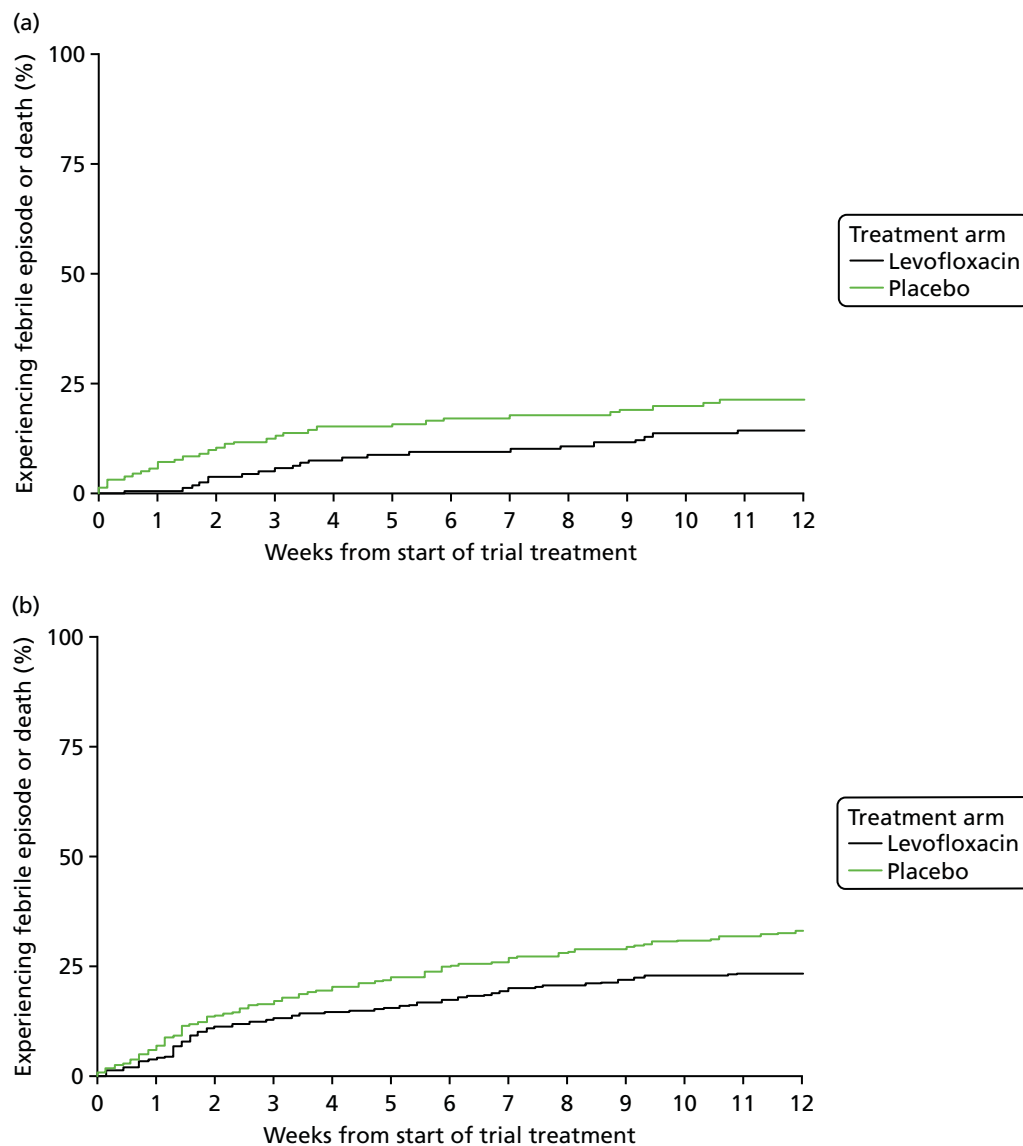 (a)
Experiencing febrile episode or death (%)
100
75
50
25
0
0 1 2 3 4 5 6 7 8 9 10 11 12
Weeks from start of trial treatment
Treatment arm
Levofloxacin
Placebo
(b)
Experiencing febrile episode or death (%)
100
75
50
25
0
0 1 2 3 4 5 6 7 8 9 10 11 12
Weeks from start of trial treatment
Treatment arm
Levofloxacin
Placebo